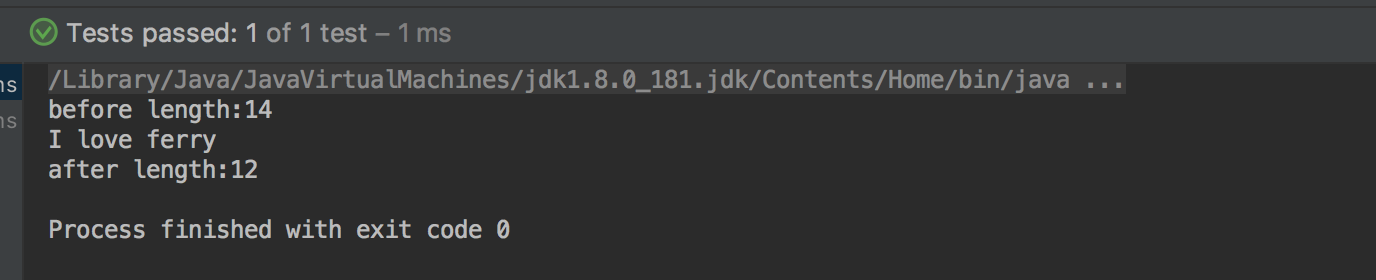 Tests passed: 1 of 1 test – 1 ms
/Library/Java/JavaVirtualMachines/jdk1.8.0_181.jdk/Contents/Home/bin/java ...
ms
before length:14
ms
I love ferry
after length:12
Process finished with exit code 0